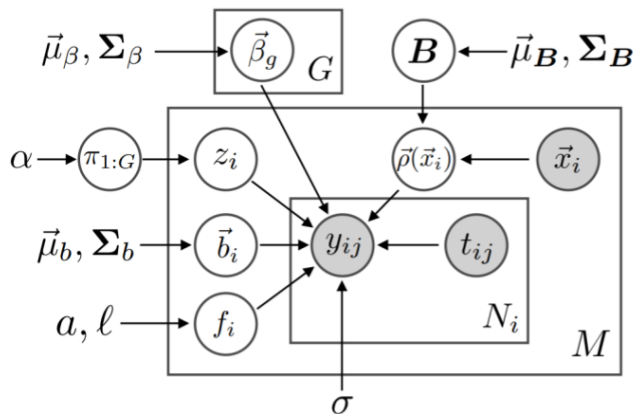 μ⃗_β, Σ_β β⃗_g G B μ⃗_B, Σ_B
α π_{1:G} z_i ρ⃗(x⃗_i) x⃗_i
μ⃗_b, Σ_b b⃗_i y_{ij} t_{ij}
a, ℓ f_i N_i M
σ